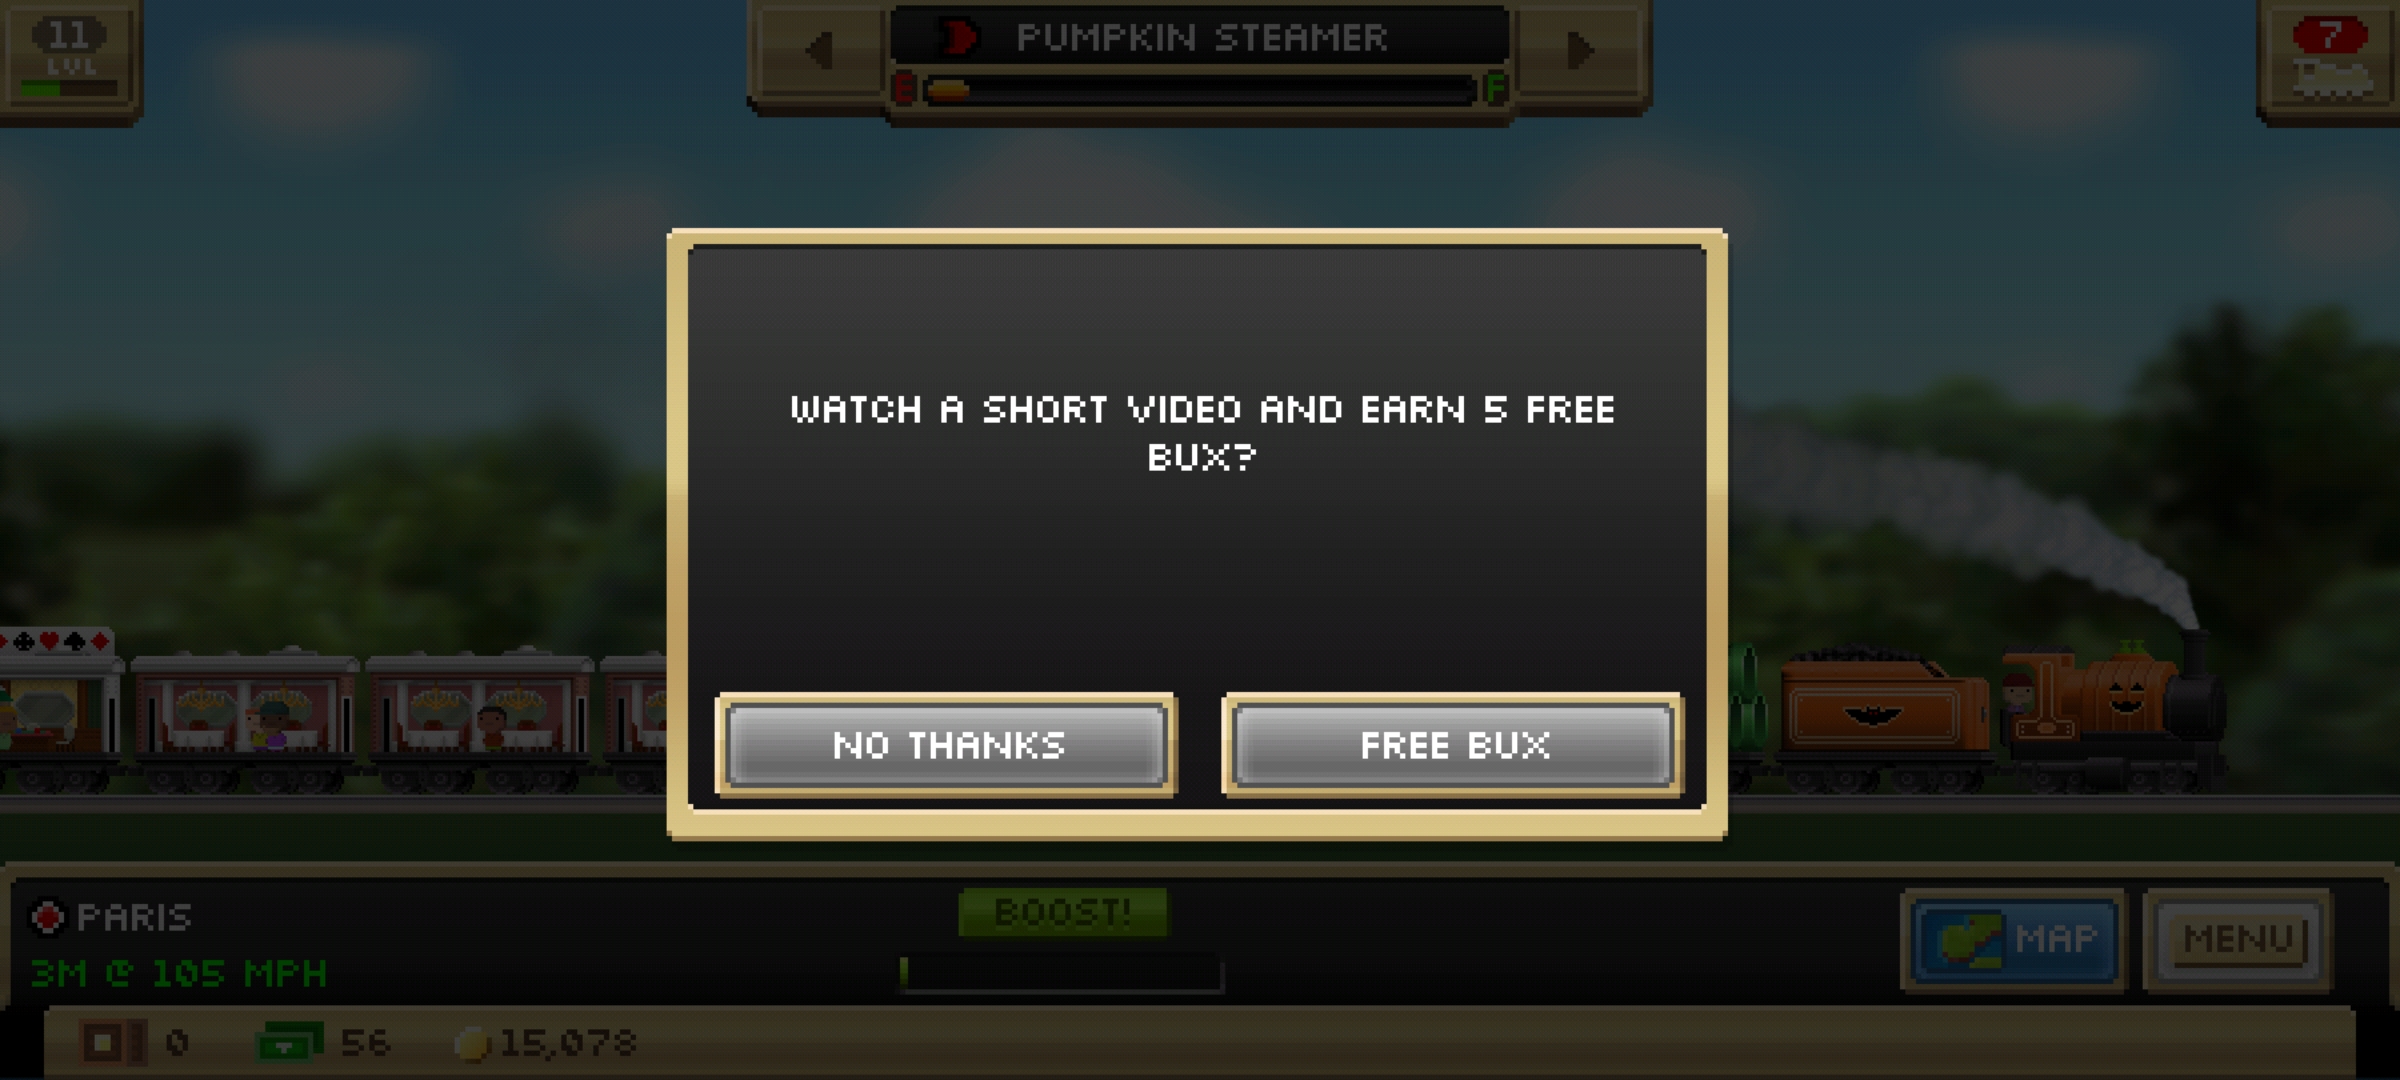 11
LVL
PUMPKIN STEAMER
E
F
7
WATCH A SHORT VIDEO AND EARN 5 FREE
BUX?
NO THANKS
FREE BUX
PARIS
3M @ 105 MPH
BOOST!
MAP
MENU
0
56
15,078